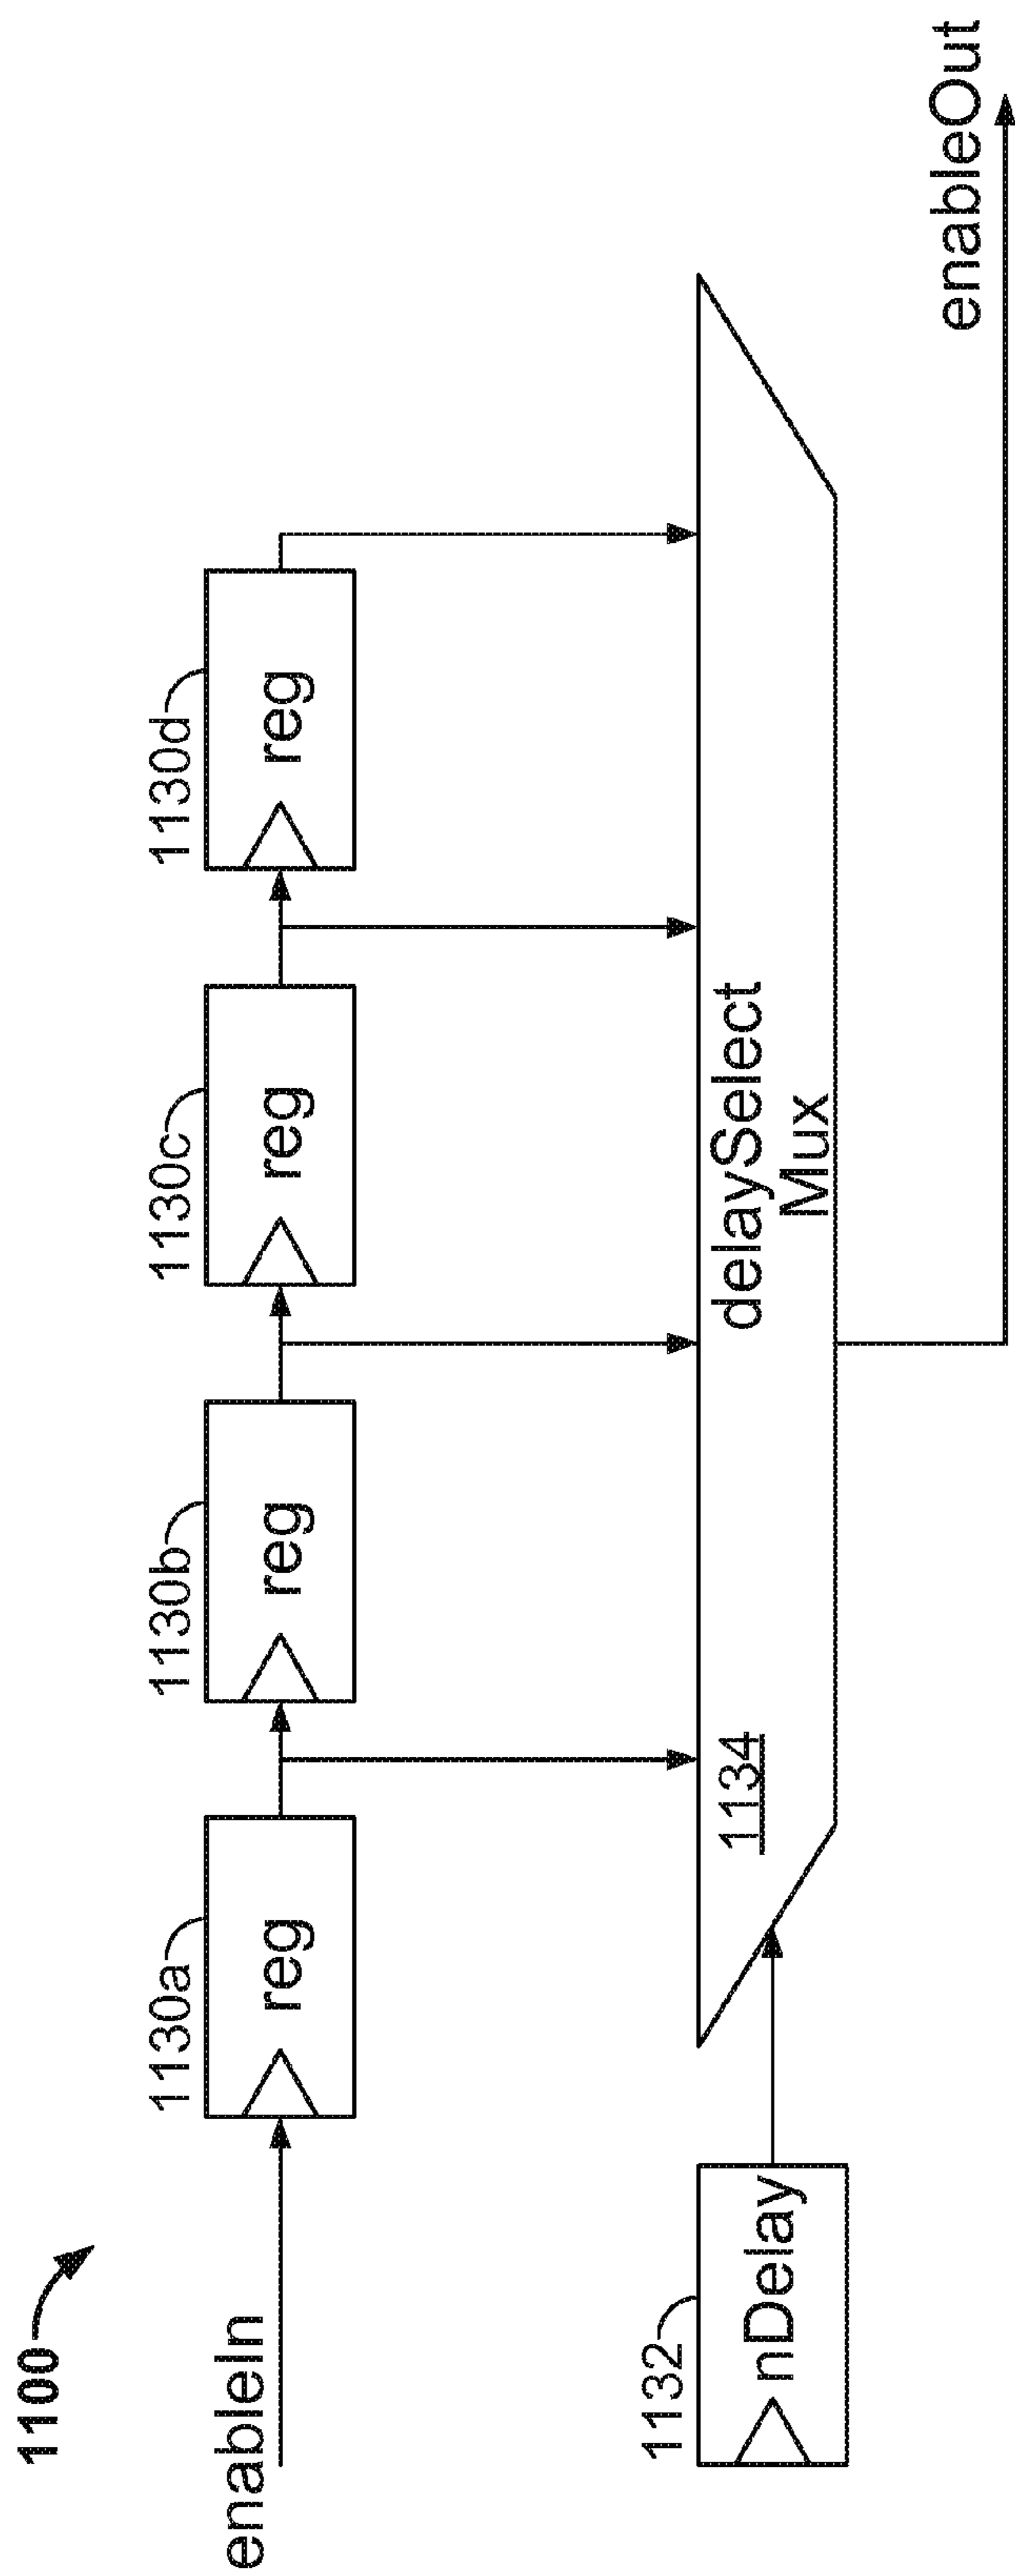 1100
enableIn
1130a
reg
1130b
reg
1130c
reg
1130d
reg
1132
nDelay
1134
delaySelect
Mux
enableOut